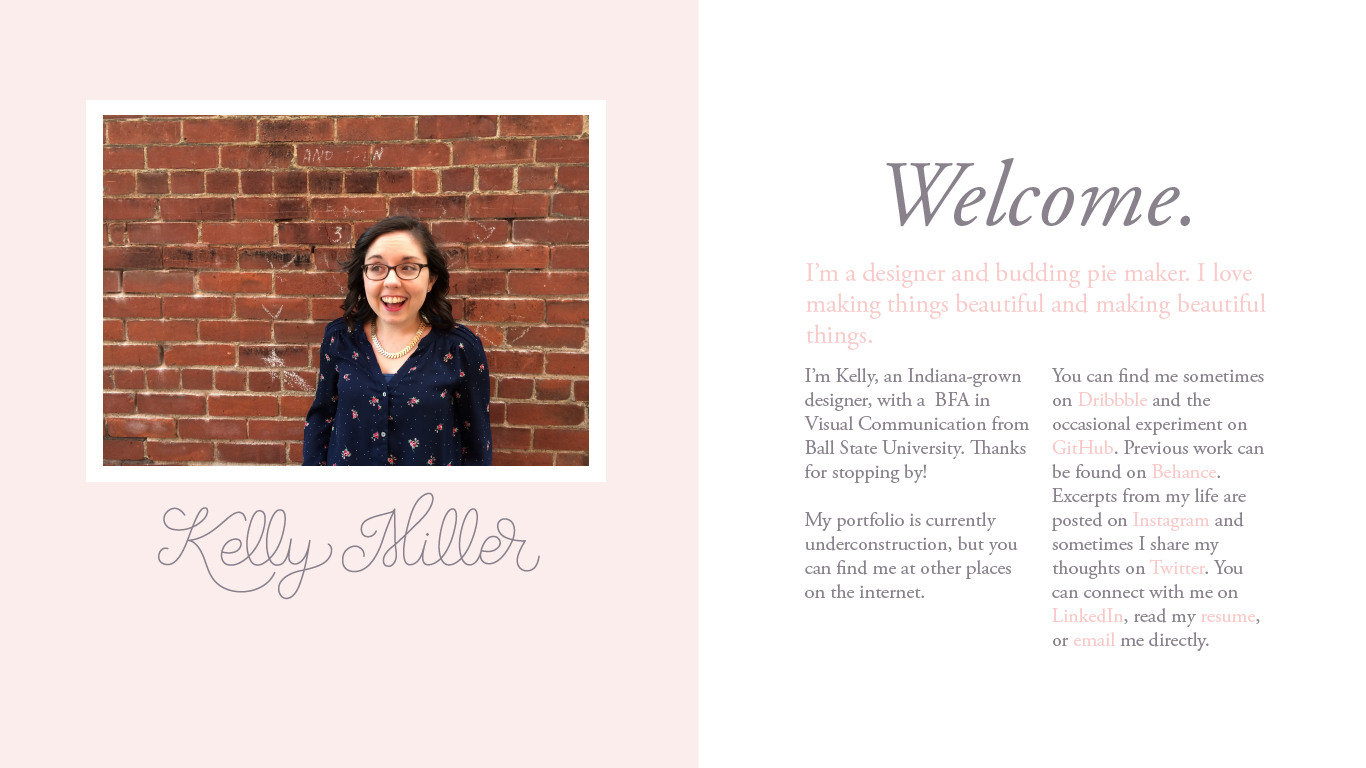 AND THEN
3
Kelly Miller
Welcome.
I'm a designer and budding pie maker. I love
making things beautiful and making beautiful
things.
I'm Kelly, an Indiana-grown
designer, with a  BFA in
Visual Communication from
Ball State University. Thanks
for stopping by!
My portfolio is currently
underconstruction, but you
can find me at other places
on the internet.
You can find me sometimes
on Dribbble and the
occasional experiment on
GitHub. Previous work can
be found on Behance.
Excerpts from my life are
posted on Instagram and
sometimes I share my
thoughts on Twitter. You
can connect with me on
LinkedIn, read my resume,
or email me directly.